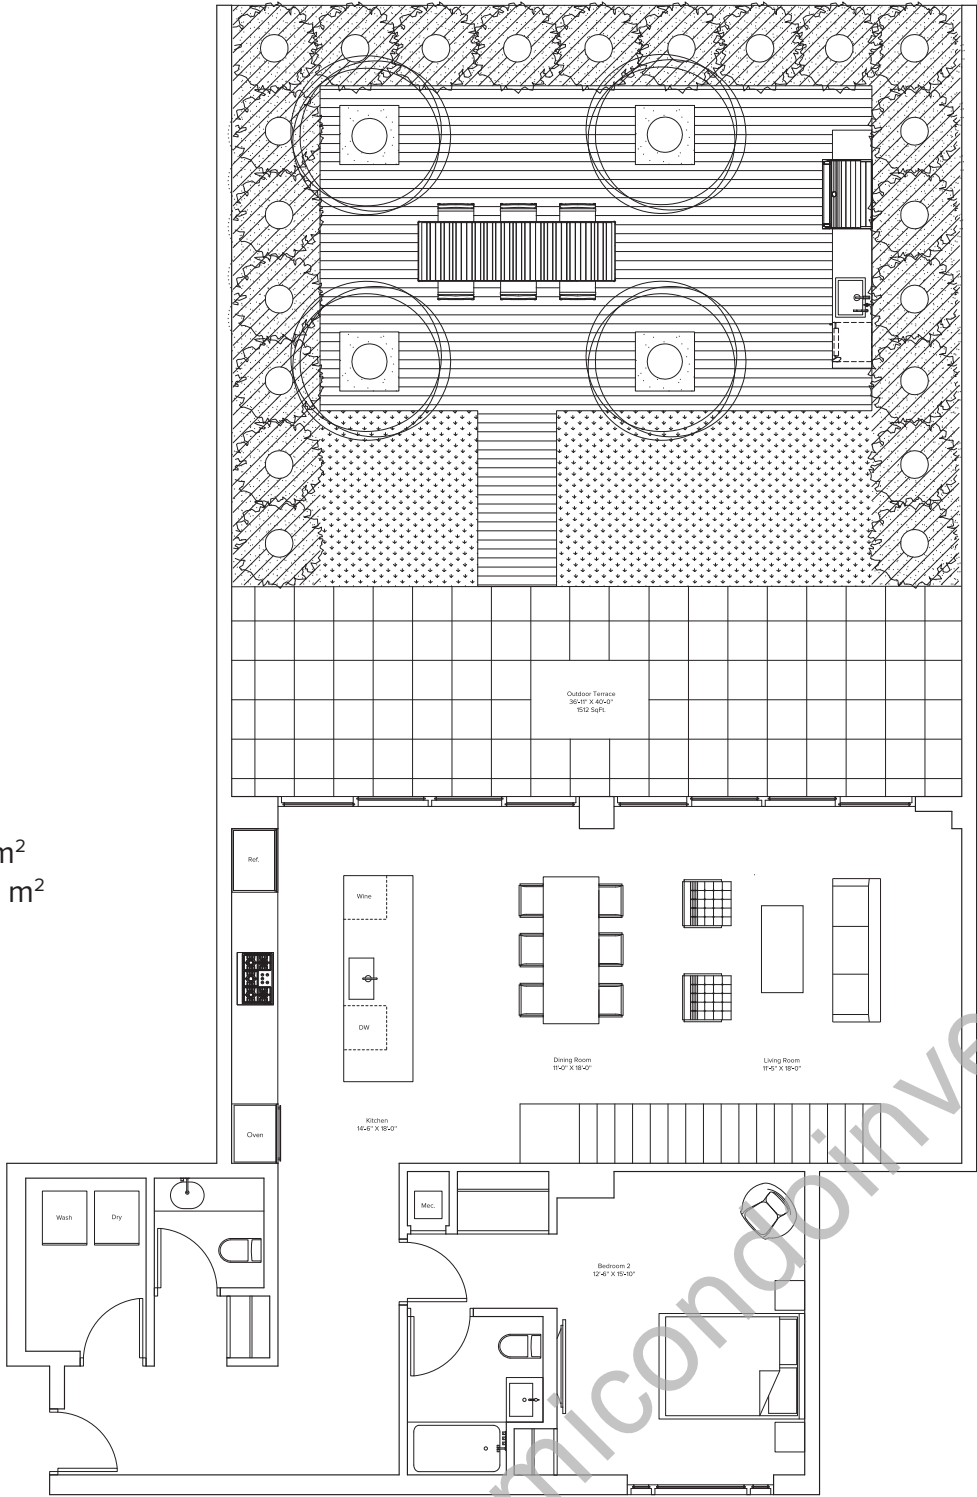 Outdoor Terrace
36'-11" X 40'-0"
1512 SqFt.
m²
m²
Ref.
Wine
DW
Dining Room
11'-0" X 18'-0"
Living Room
11'-5" X 18'-0"
Kitchen
14'-6" X 18'-0"
Oven
Wash
Dry
Mec.
Bedroom 2
12'-6" X 15'-10"
micondoinve